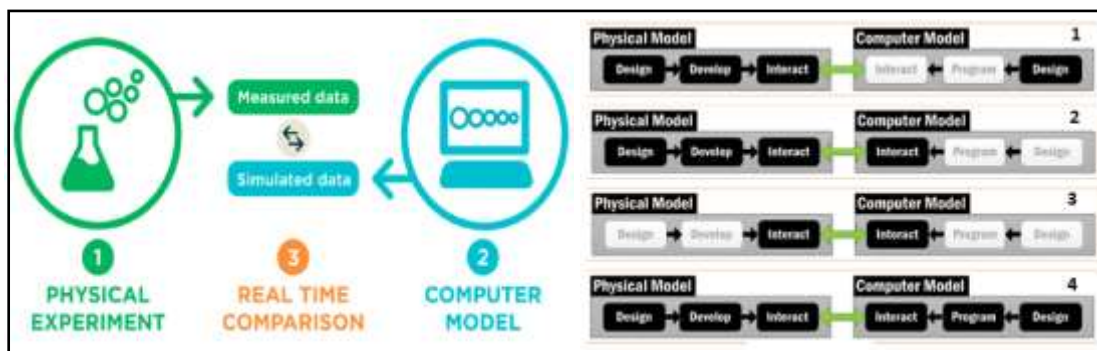 Measured data
Simulated data
1
3
2
PHYSICAL
EXPERIMENT
REAL TIME
COMPARISON
COMPUTER
MODEL
Physical Model
Computer Model
1
Design
Develop
Interact
Interact
Program
Design
Physical Model
Computer Model
2
Design
Develop
Interact
Interact
Program
Design
Physical Model
Computer Model
3
Design
Develop
Interact
Interact
Program
Design
Physical Model
Computer Model
4
Design
Develop
Interact
Interact
Program
Design